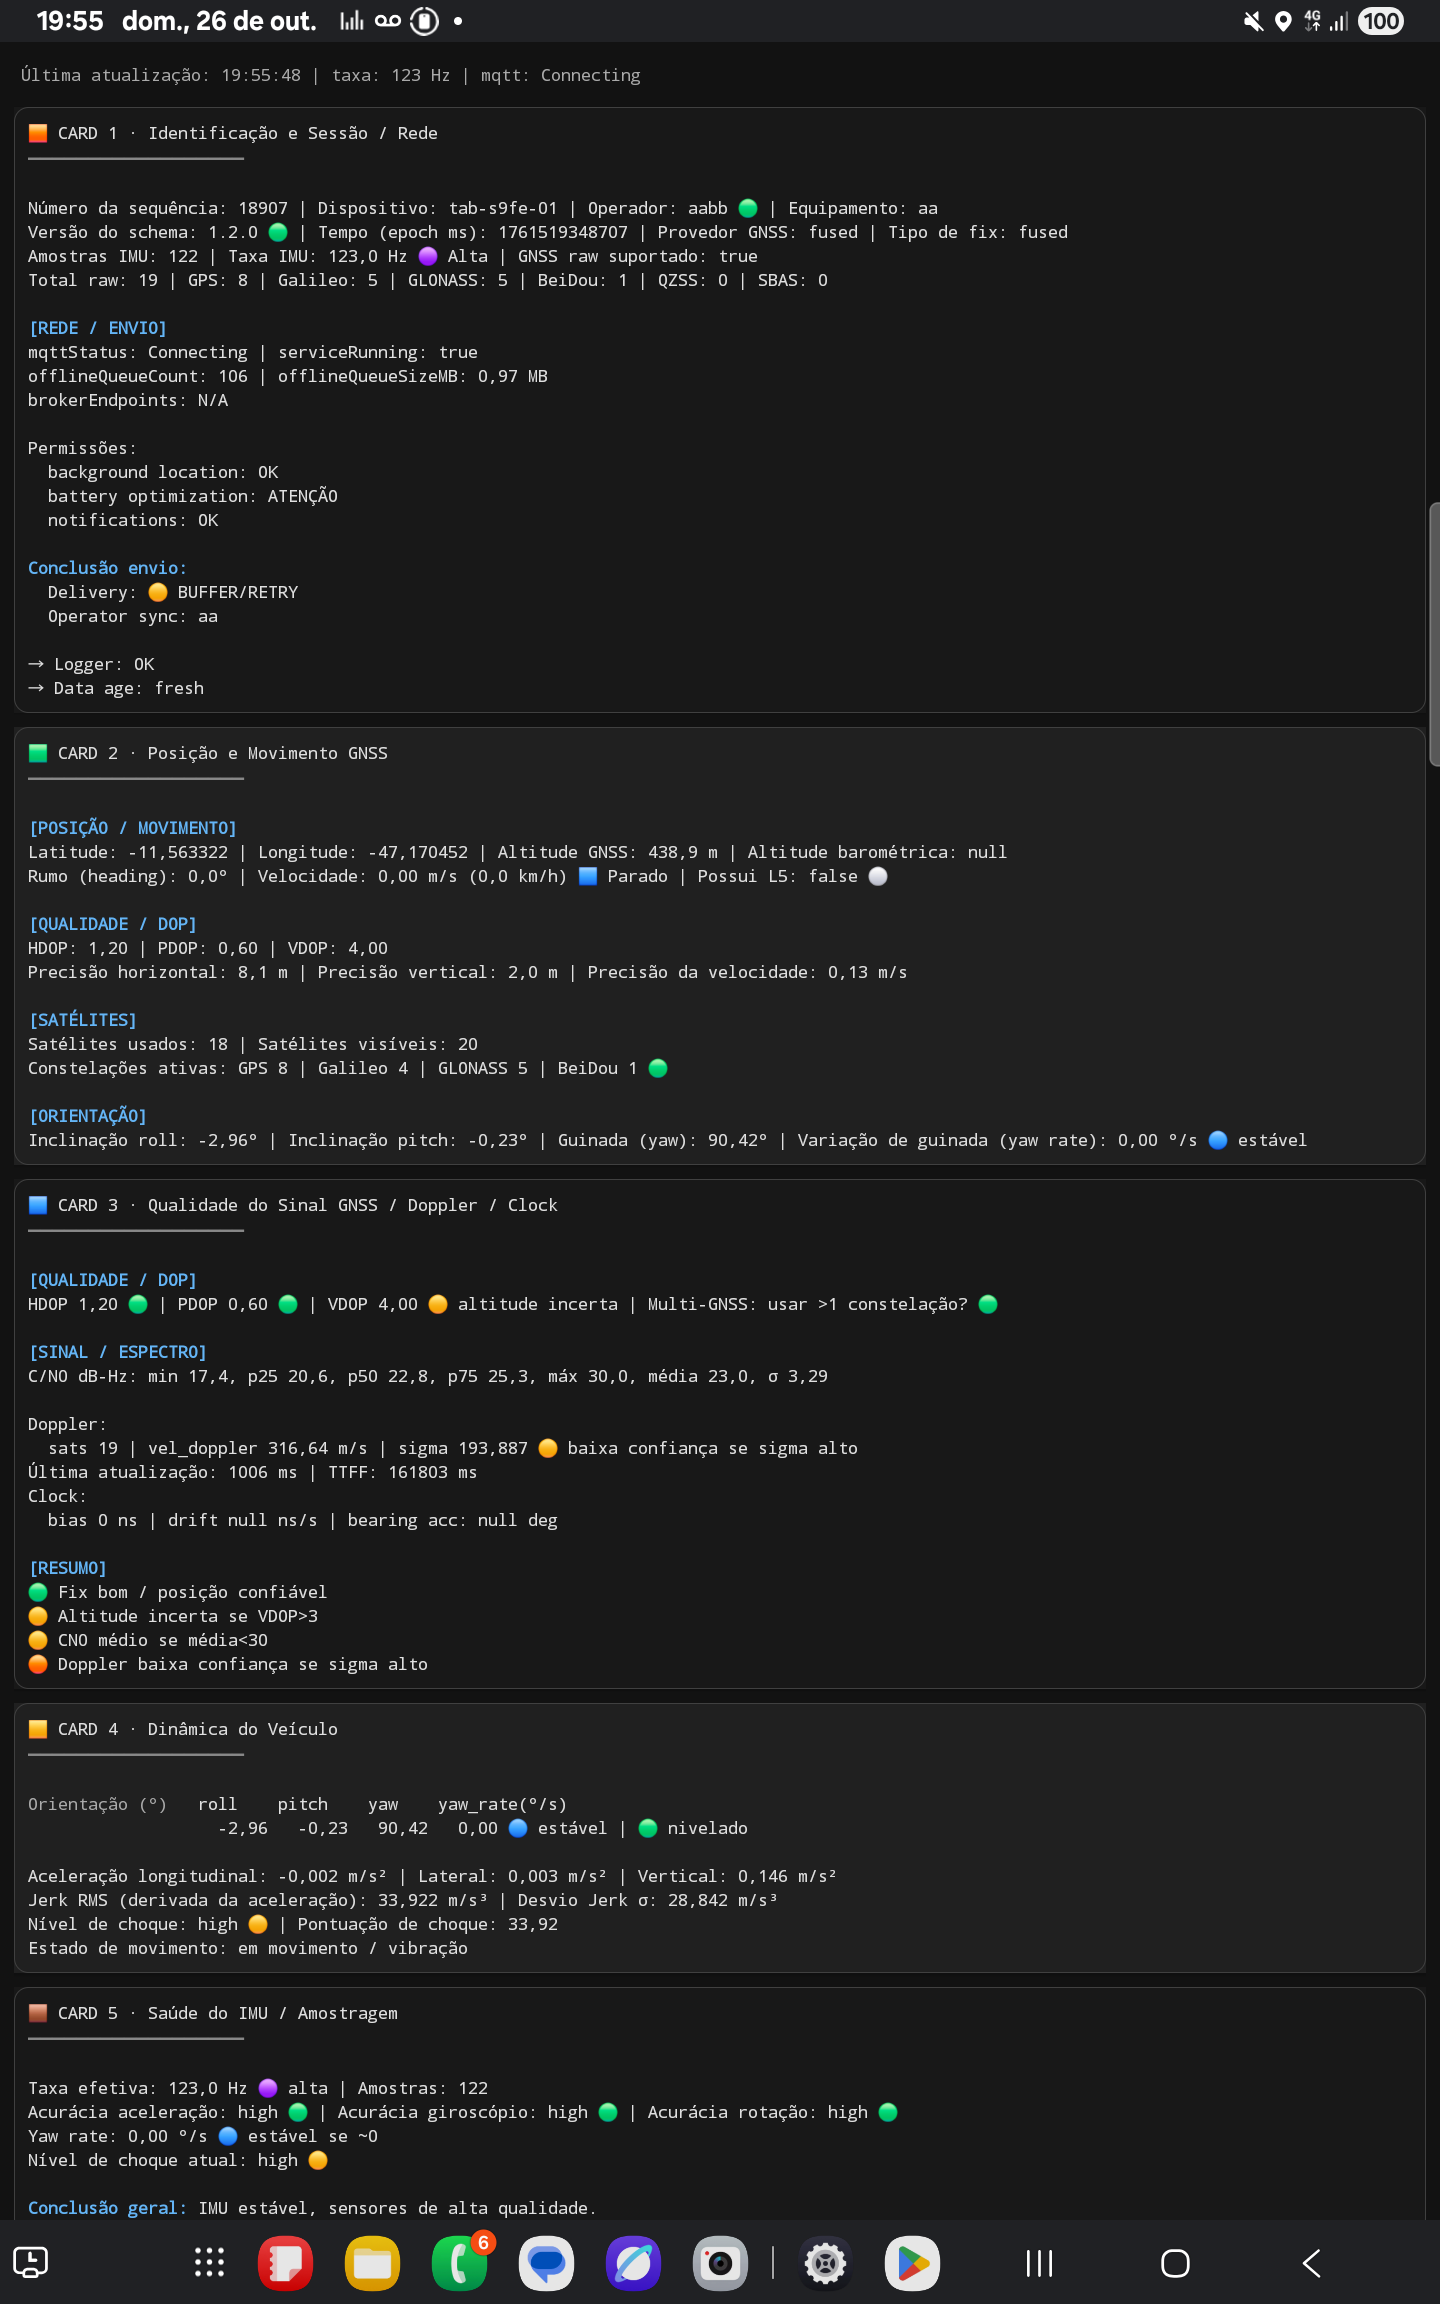 19:55 dom., 26 de out. 4G 100
Última atualização: 19:55:48 | taxa: 123 Hz | mqtt: Connecting
CARD 1 · Identificação e Sessão / Rede
Número da sequência: 18907 | Dispositivo: tab-s9fe-01 | Operador: aabb | Equipamento: aa
Versão do schema: 1.2.0 | Tempo (epoch ms): 1761519348707 | Provedor GNSS: fused | Tipo de fix: fused
Amostras IMU: 122 | Taxa IMU: 123,0 Hz Alta | GNSS raw suportado: true
Total raw: 19 | GPS: 8 | Galileo: 5 | GLONASS: 5 | BeiDou: 1 | QZSS: 0 | SBAS: 0
[REDE / ENVIO]
mqttStatus: Connecting | serviceRunning: true
offlineQueueCount: 106 | offlineQueueSizeMB: 0,97 MB
brokerEndpoints: N/A
Permissões:
background location: OK
battery optimization: ATENÇÃO
notifications: OK
Conclusão envio:
Delivery: BUFFER/RETRY
Operator sync: aa
→ Logger: OK
→ Data age: fresh
CARD 2 · Posição e Movimento GNSS
[POSIÇÃO / MOVIMENTO]
Latitude: -11,563322 | Longitude: -47,170452 | Altitude GNSS: 438,9 m | Altitude barométrica: null
Rumo (heading): 0,0° | Velocidade: 0,00 m/s (0,0 km/h) Parado | Possui L5: false
[QUALIDADE / DOP]
HDOP: 1,20 | PDOP: 0,60 | VDOP: 4,00
Precisão horizontal: 8,1 m | Precisão vertical: 2,0 m | Precisão da velocidade: 0,13 m/s
[SATÉLITES]
Satélites usados: 18 | Satélites visíveis: 20
Constelações ativas: GPS 8 | Galileo 4 | GLONASS 5 | BeiDou 1
[ORIENTAÇÃO]
Inclinação roll: -2,96° | Inclinação pitch: -0,23° | Guinada (yaw): 90,42° | Variação de guinada (yaw rate): 0,00 °/s estável
CARD 3 · Qualidade do Sinal GNSS / Doppler / Clock
[QUALIDADE / DOP]
HDOP 1,20 | PDOP 0,60 | VDOP 4,00 altitude incerta | Multi-GNSS: usar >1 constelação?
[SINAL / ESPECTRO]
C/N0 dB-Hz: min 17,4, p25 20,6, p50 22,8, p75 25,3, máx 30,0, média 23,0, σ 3,29
Doppler:
sats 19 | vel_doppler 316,64 m/s | sigma 193,887 baixa confiança se sigma alto
Última atualização: 1006 ms | TTFF: 161803 ms
Clock:
bias 0 ns | drift null ns/s | bearing acc: null deg
[RESUMO]
Fix bom / posição confiável
Altitude incerta se VDOP>3
CNO médio se média<30
Doppler baixa confiança se sigma alto
CARD 4 · Dinâmica do Veículo
Orientação (°) roll pitch yaw yaw_rate(°/s)
-2,96 -0,23 90,42 0,00 estável | nivelado
Aceleração longitudinal: -0,002 m/s² | Lateral: 0,003 m/s² | Vertical: 0,146 m/s²
Jerk RMS (derivada da aceleração): 33,922 m/s³ | Desvio Jerk σ: 28,842 m/s³
Nível de choque: high | Pontuação de choque: 33,92
Estado de movimento: em movimento / vibração
CARD 5 · Saúde do IMU / Amostragem
Taxa efetiva: 123,0 Hz alta | Amostras: 122
Acurácia aceleração: high | Acurácia giroscópio: high | Acurácia rotação: high
Yaw rate: 0,00 °/s estável se ~0
Nível de choque atual: high
Conclusão geral: IMU estável, sensores de alta qualidade.
6